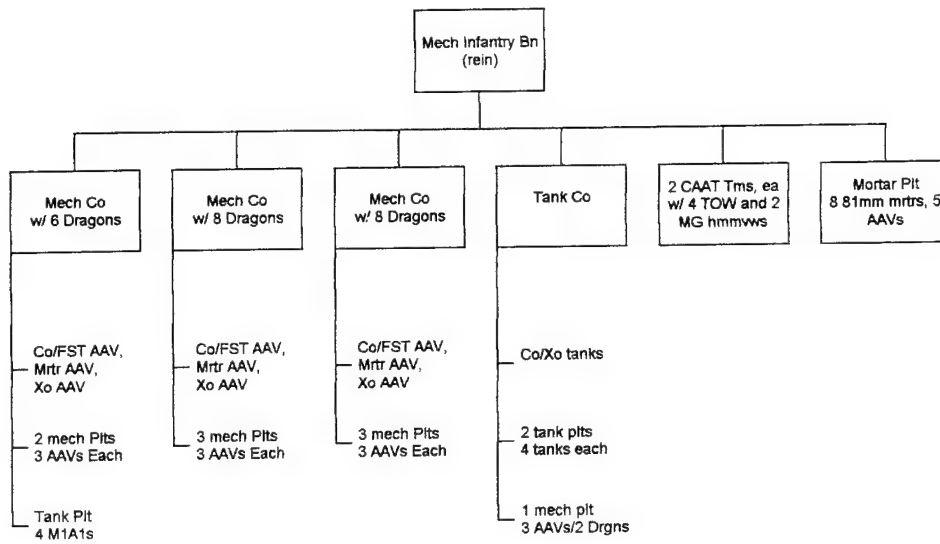 Mech Infantry Bn
(rein)
Mech Co
w/ 6 Dragons
Mech Co
w/ 8 Dragons
Mech Co
w/ 8 Dragons
Tank Co
2 CAAT Tms, ea
w/ 4 TOW and 2
MG hmmvws
Mortar Plt
8 81mm mrtrs, 5
AAVs
Co/FST AAV,
Mrtr AAV,
Xo AAV
2 mech Plts
3 AAVs Each
Tank Plt
4 M1A1s
Co/FST AAV,
Mrtr AAV,
Xo AAV
3 mech Plts
3 AAVs Each
Co/FST AAV,
Mrtr AAV,
Xo AAV
3 mech Plts
3 AAVs Each
Co/Xo tanks
2 tank plts
4 tanks each
1 mech plt
3 AAVs/2 Drgns